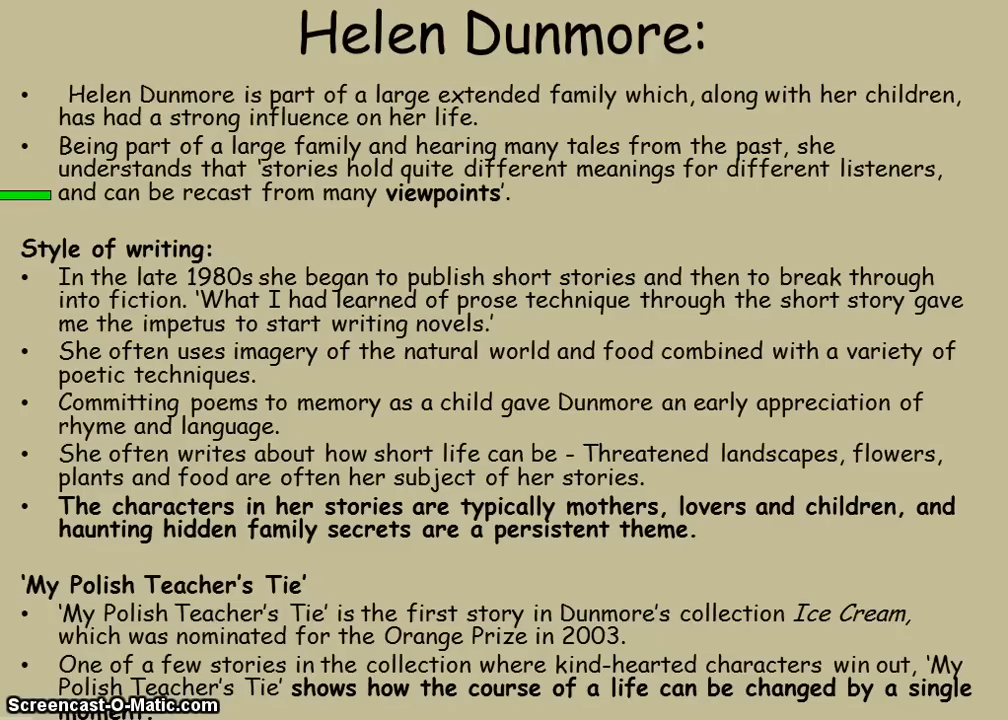 Helen Dunmore:
• Helen Dunmore is part of a large extended family which, along with her children,
has had a strong influence on her life.
• Being part of a large family and hearing many tales from the past, she
understands that ‘stories hold quite different meanings for different listeners,
and can be recast from many viewpoints’.
Style of writing:
• In the late 1980s she began to publish short stories and then to break through
into fiction. ‘What I had learned of prose technique through the short story gave
me the impetus to start writing novels.’
• She often uses imagery of the natural world and food combined with a variety of
poetic techniques.
• Committing poems to memory as a child gave Dunmore an early appreciation of
rhyme and language.
• She often writes about how short life can be - Threatened landscapes, flowers,
plants and food are often her subject of her stories.
• The characters in her stories are typically mothers, lovers and children, and
haunting hidden family secrets are a persistent theme.
‘My Polish Teacher’s Tie’
• ‘My Polish Teacher’s Tie’ is the first story in Dunmore’s collection Ice Cream,
which was nominated for the Orange Prize in 2003.
• One of a few stories in the collection where kind-hearted characters win out, ‘My
Polish Teacher’s Tie’ shows how the course of a life can be changed by a single
moment.
Screencast-O-Matic.com